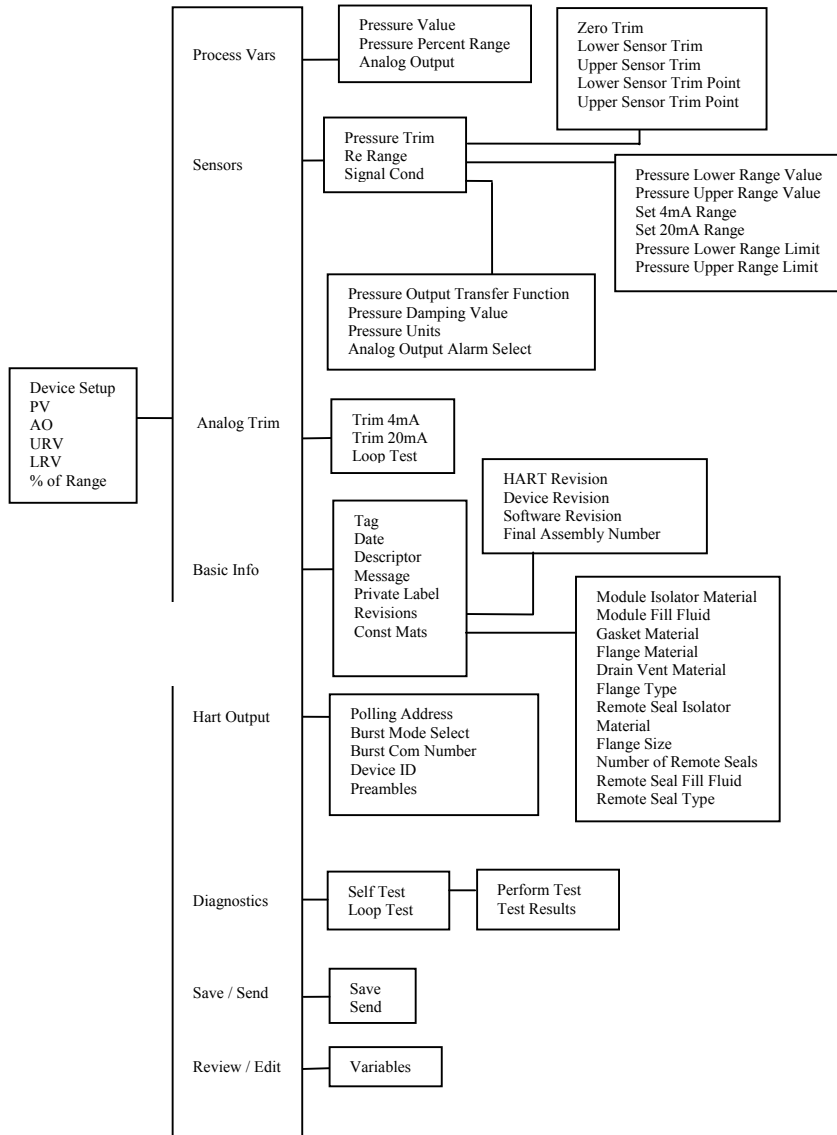 Process Vars
Pressure Value
Pressure Percent Range
Analog Output
Zero Trim
Lower Sensor Trim
Upper Sensor Trim
Lower Sensor Trim Point
Upper Sensor Trim Point
Sensors
Pressure Trim
Re Range
Signal Cond
Pressure Lower Range Value
Pressure Upper Range Value
Set 4mA Range
Set 20mA Range
Pressure Lower Range Limit
Pressure Upper Range Limit
Pressure Output Transfer Function
Pressure Damping Value
Pressure Units
Analog Output Alarm Select
Device Setup
PV
AO
URV
LRV
% of Range
Analog Trim
Trim 4mA
Trim 20mA
Loop Test
HART Revision
Device Revision
Software Revision
Final Assembly Number
Basic Info
Tag
Date
Descriptor
Message
Private Label
Revisions
Const Mats
Module Isolator Material
Module Fill Fluid
Gasket Material
Flange Material
Drain Vent Material
Flange Type
Remote Seal Isolator
Material
Flange Size
Number of Remote Seals
Remote Seal Fill Fluid
Remote Seal Type
Hart Output
Polling Address
Burst Mode Select
Burst Com Number
Device ID
Preambles
Diagnostics
Self Test
Loop Test
Perform Test
Test Results
Save / Send
Save
Send
Review / Edit
Variables